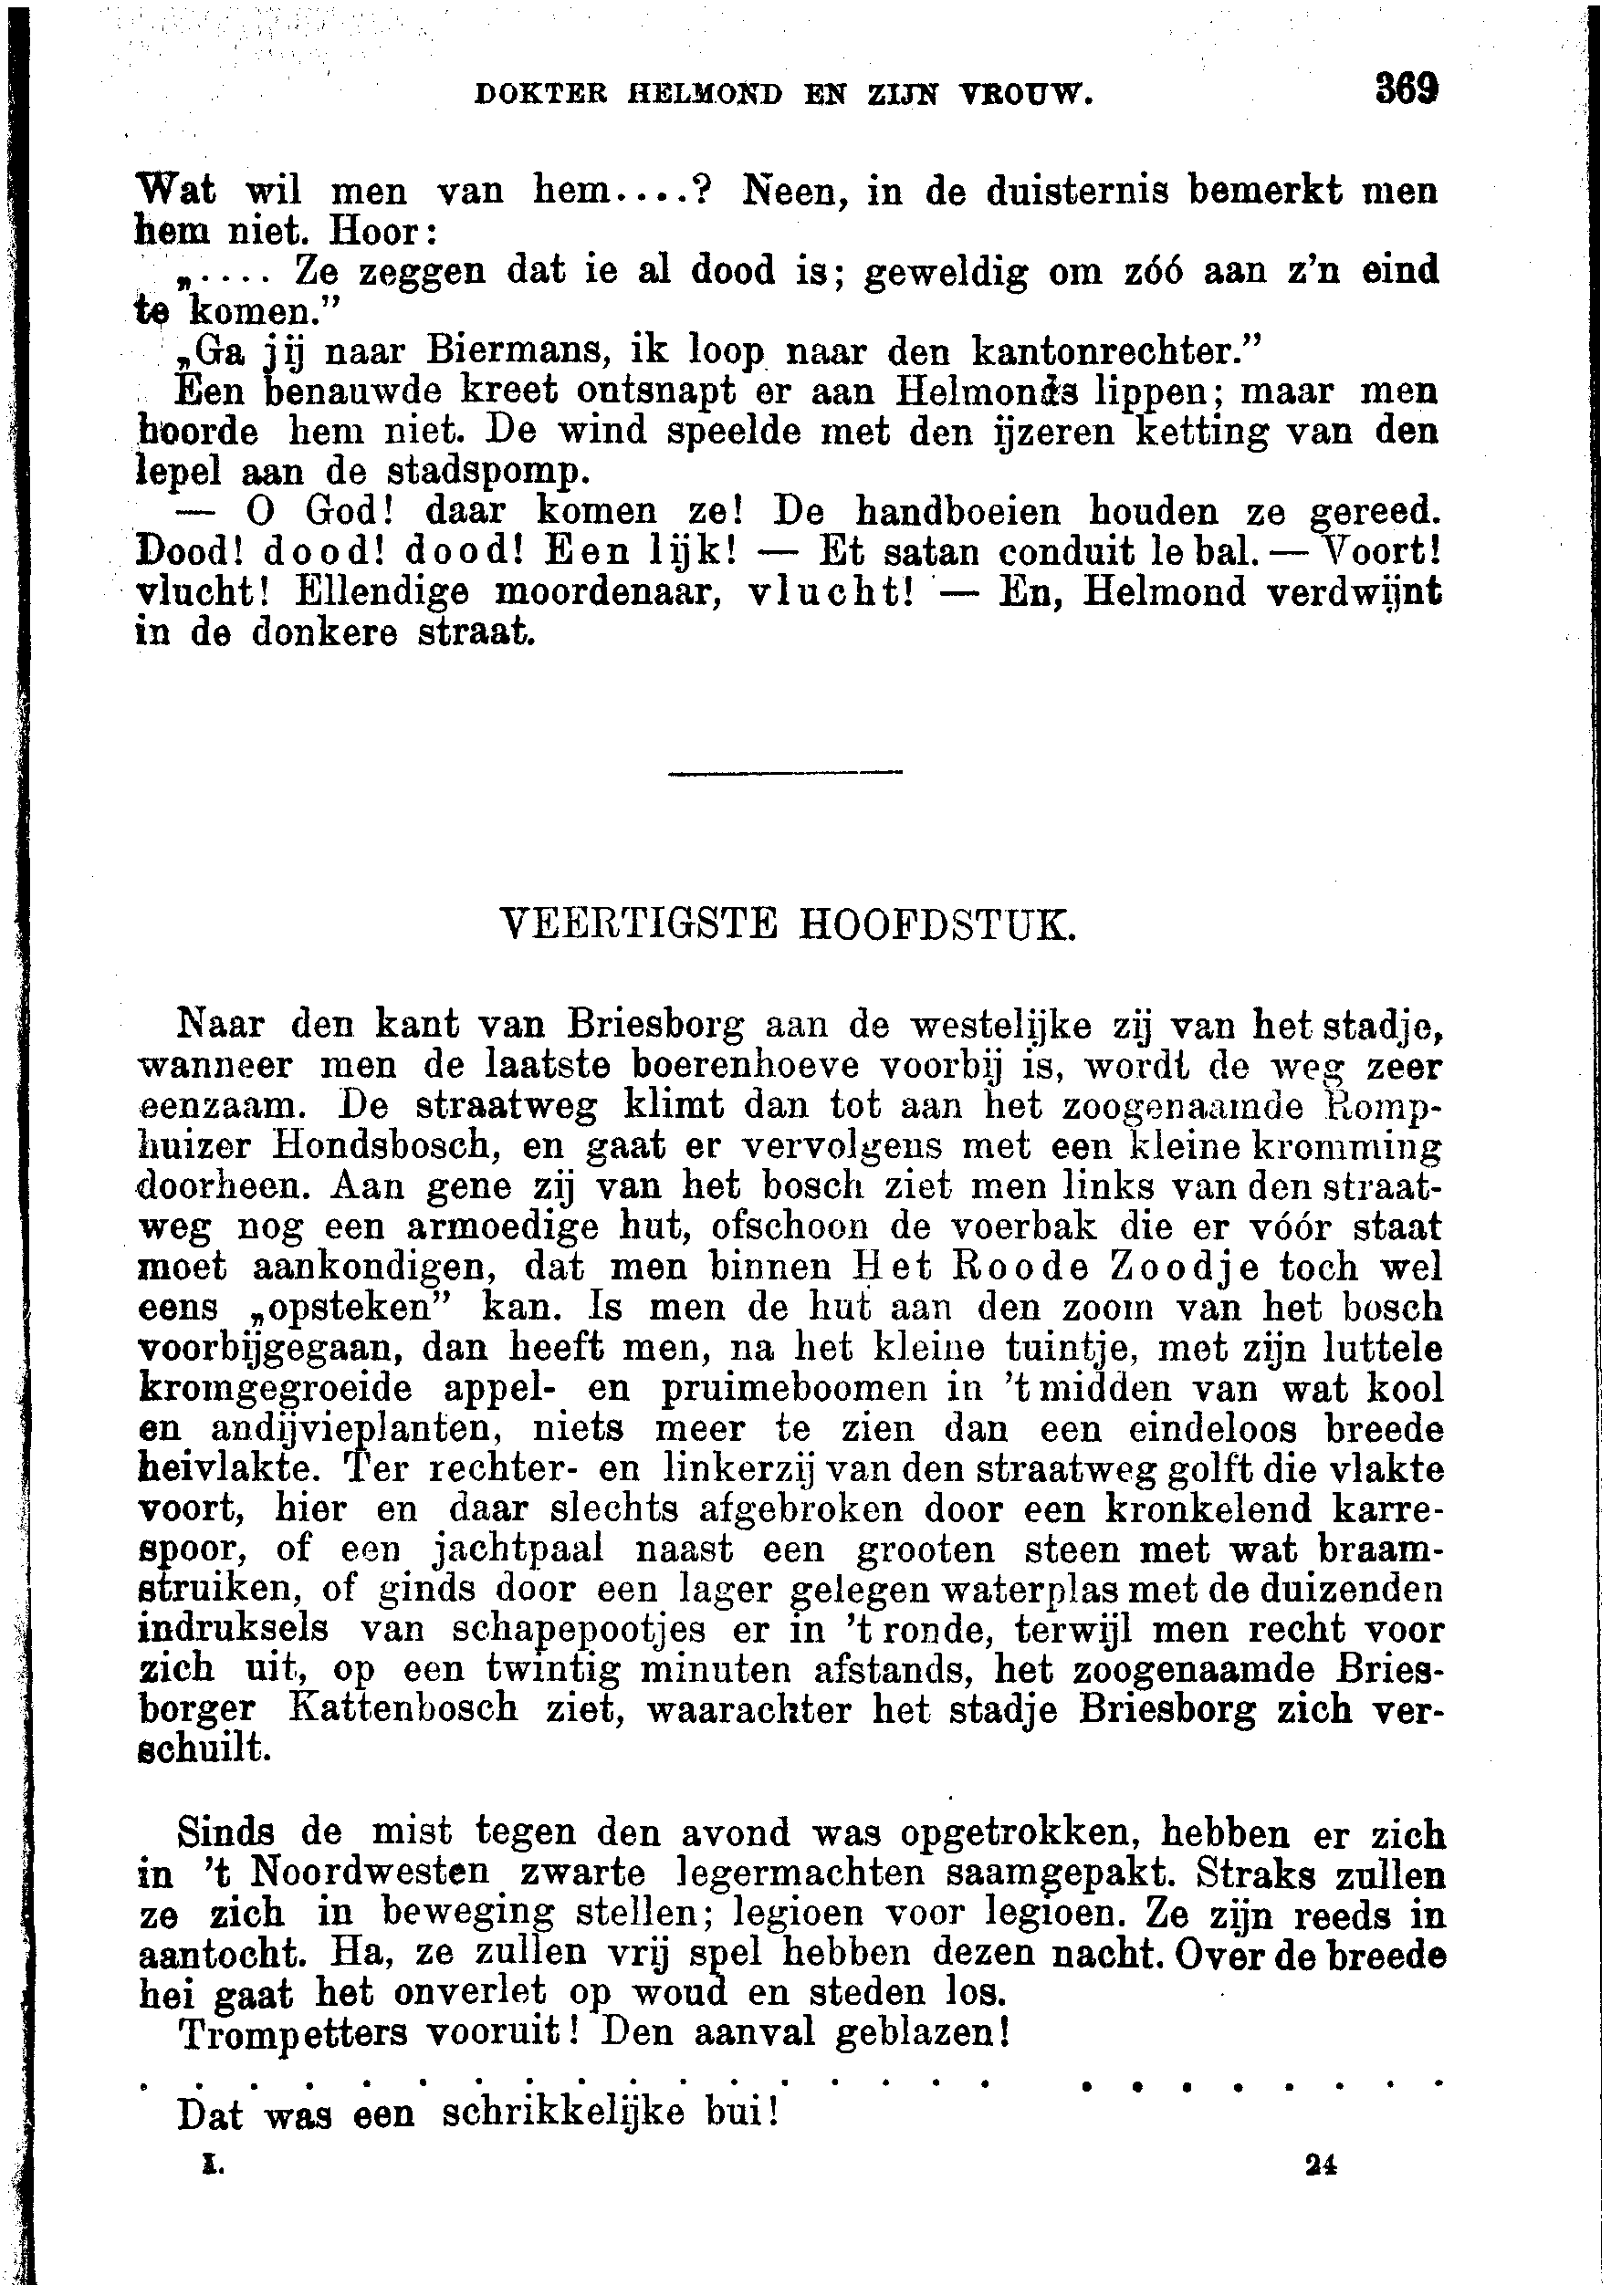 DOKTER HELMOND EN ZIJN VROUW. 369
Wat wil men van hem....? Neen, in de duisternis bemerkt men
hem niet. Hoor:
„.... Ze zeggen dat ie al dood is; geweldig om zóó aan z'n eind
te komen.”
„Ga jij naar Biermans, ik loop naar den kantonrechter.”
Een benauwde kreet ontsnapt er aan Helmonds lippen; maar men
hoorde hem niet. De wind speelde met den ijzeren ketting van den
lepel aan de stadspomp.
— O God! daar komen ze! De handboeien houden ze gereed.
Dood! dood! dood! Een lijk! — Et satan conduit le bal. — Voort!
vlucht! Ellendige moordenaar, vlucht! — En, Helmond verdwijnt
in de donkere straat.
VEERTIGSTE HOOFDSTUK.
Naar den kant van Briesborg aan de westelijke zij van het stadje,
wanneer men de laatste boerenhoeve voorbij is, wordt de weg zeer
eenzaam. De straatweg klimt dan tot aan het zoogenaamde Romp-
huizer Hondsbosch, en gaat er vervolgens met een kleine kromming
doorheen. Aan gene zij van het bosch ziet men links van den straat-
weg nog een armoedige hut, ofschoon de voerbak die er vóór staat
moet aankondigen, dat men binnen Het Roode Zoodje toch wel
eens „opsteken” kan. Is men de hut aan den zoom van het bosch
voorbijgegaan, dan heeft men, na het kleine tuintje, met zijn luttele
kromgegroeide appel- en pruimeboomen in 't midden van wat kool
en andijvieplanten, niets meer te zien dan een eindeloos breede
heivlakte. Ter rechter- en linkerzij van den straatweg golft die vlakte
voort, hier en daar slechts afgebroken door een kronkelend karre-
spoor, of een jachtpaal naast een grooten steen met wat braam-
struiken, of ginds door een lager gelegen waterplas met de duizenden
indruksels van schapepootjes er in 't ronde, terwijl men recht voor
zich uit, op een twintig minuten afstands, het zoogenaamde Bries-
borger Kattenbosch ziet, waarachter het stadje Briesborg zich ver-
schuilt.
Sinds de mist tegen den avond was opgetrokken, hebben er zich
in 't Noordwesten zwarte legermachten saamgepakt. Straks zullen
ze zich in beweging stellen; legioen voor legioen. Ze zijn reeds in
aantocht. Ha, ze zullen vrij spel hebben dezen nacht. Over de breede
hei gaat het onverlet op woud en steden los.
Trompetters vooruit! Den aanval geblazen!
. . . . . . . . . . . . . . . . . . . . . . . .
Dat was een schrikkelijke bui!
I. 24